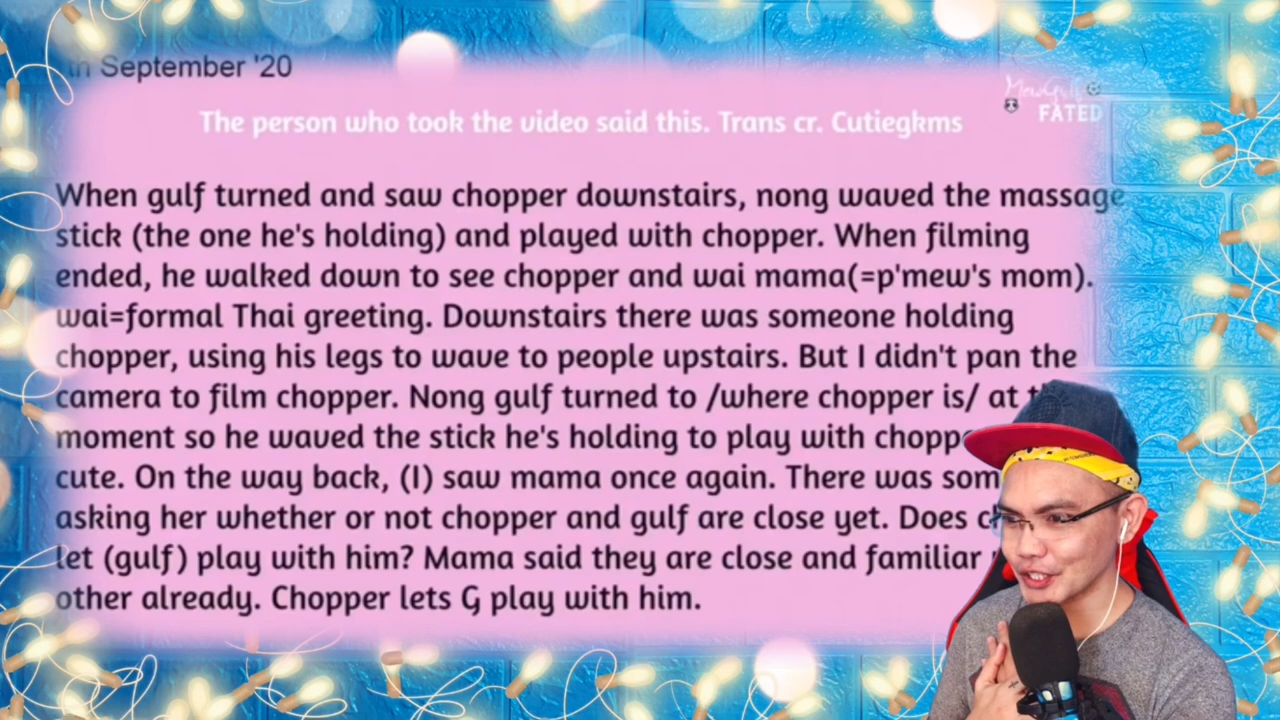 th September '20
MewGulf
FATED
The person who took the video said this. Trans cr. Cutiegkms
When gulf turned and saw chopper downstairs, nong waved the massage
stick (the one he's holding) and played with chopper. When filming
ended, he walked down to see chopper and wai mama(=p'mew's mom).
wai=formal Thai greeting. Downstairs there was someone holding
chopper, using his legs to wave to people upstairs. But I didn't pan the
camera to film chopper. Nong gulf turned to /where chopper is/ at
moment so he waved the stick he's holding to play with
cute. On the way back, (I) saw mama once again. There was
asking her whether or not chopper and gulf are close yet. Does
let (gulf) play with him? Mama said they are close and familiar
other already. Chopper lets G play with him.